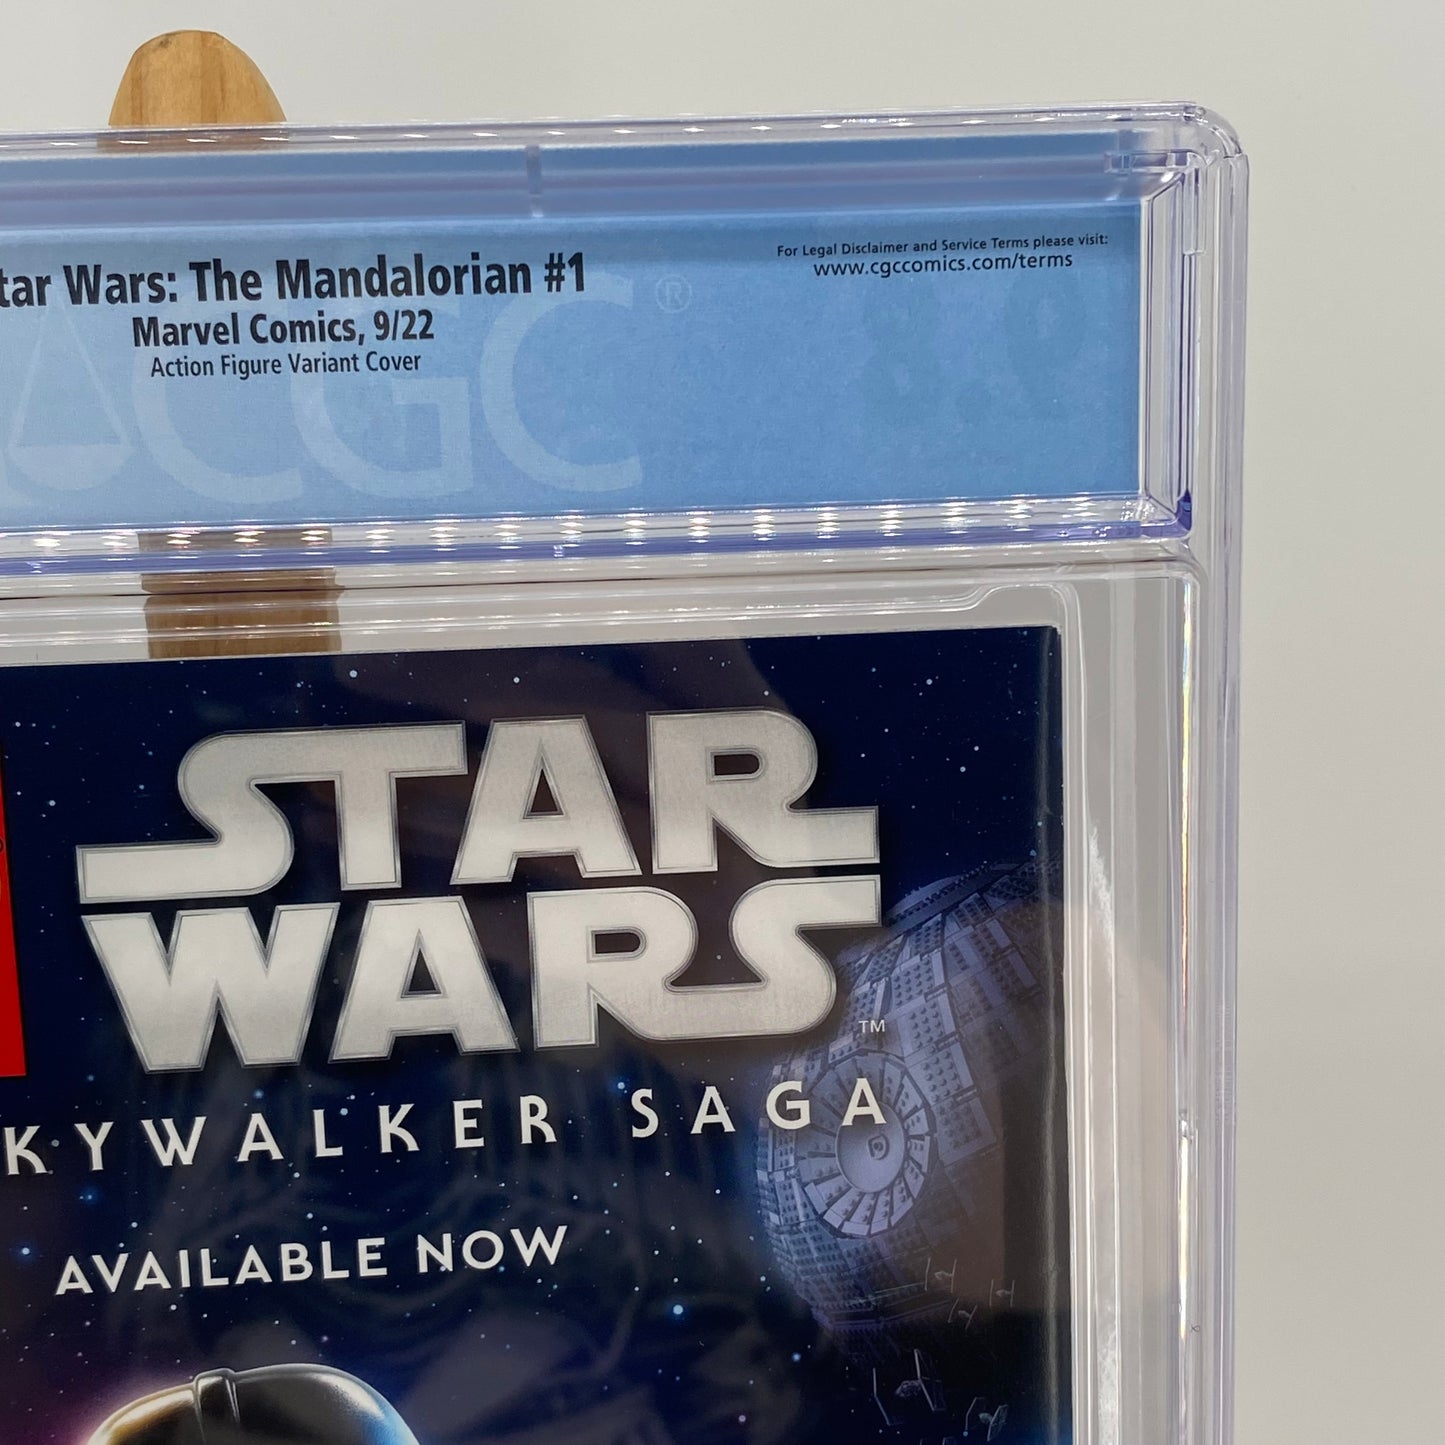 tar Wars: The Mandalorian #1
Marvel Comics, 9/22
Action Figure Variant Cover
For Legal Disclaimer and Service Terms please visit:
www.cgccomics.com/terms
CGC®
STAR
WARS™
KYWALKER SAGA
AVAILABLE NOW